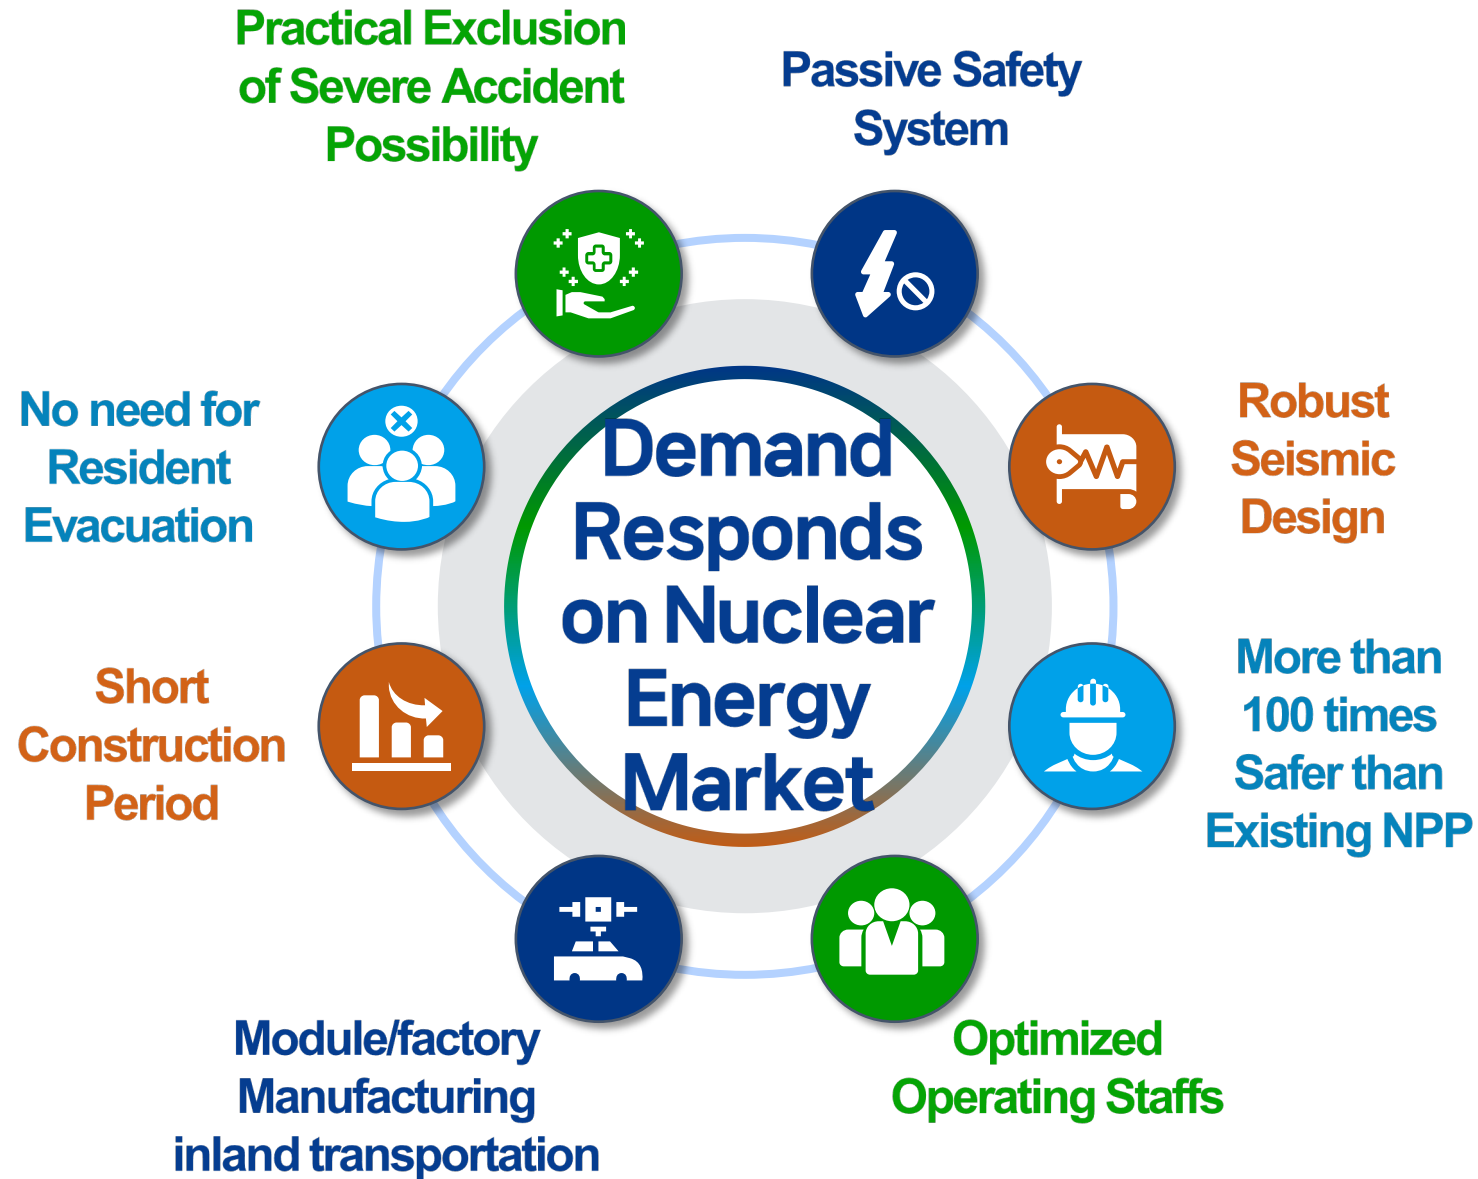 Practical Exclusion
of Severe Accident
Possibility
Passive Safety
System
Robust
Seismic
Design
More than
100 times
Safer than
Existing NPP
Optimized
Operating Staffs
Module/factory
Manufacturing
inland transportation
Short
Construction
Period
No need for
Resident
Evacuation
Demand
Responds
on Nuclear
Energy
Market